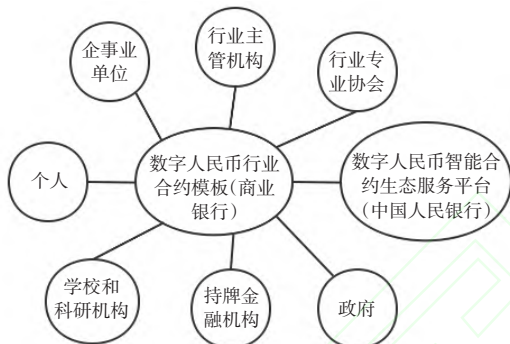 企事业
单位
行业主
管机构
行业专
业协会
个人
数字人民币行业
合约模板(商业
银行)
数字人民币智能合
约生态服务平台
(中国人民银行)
学校和
科研机构
持牌金
融机构
政府